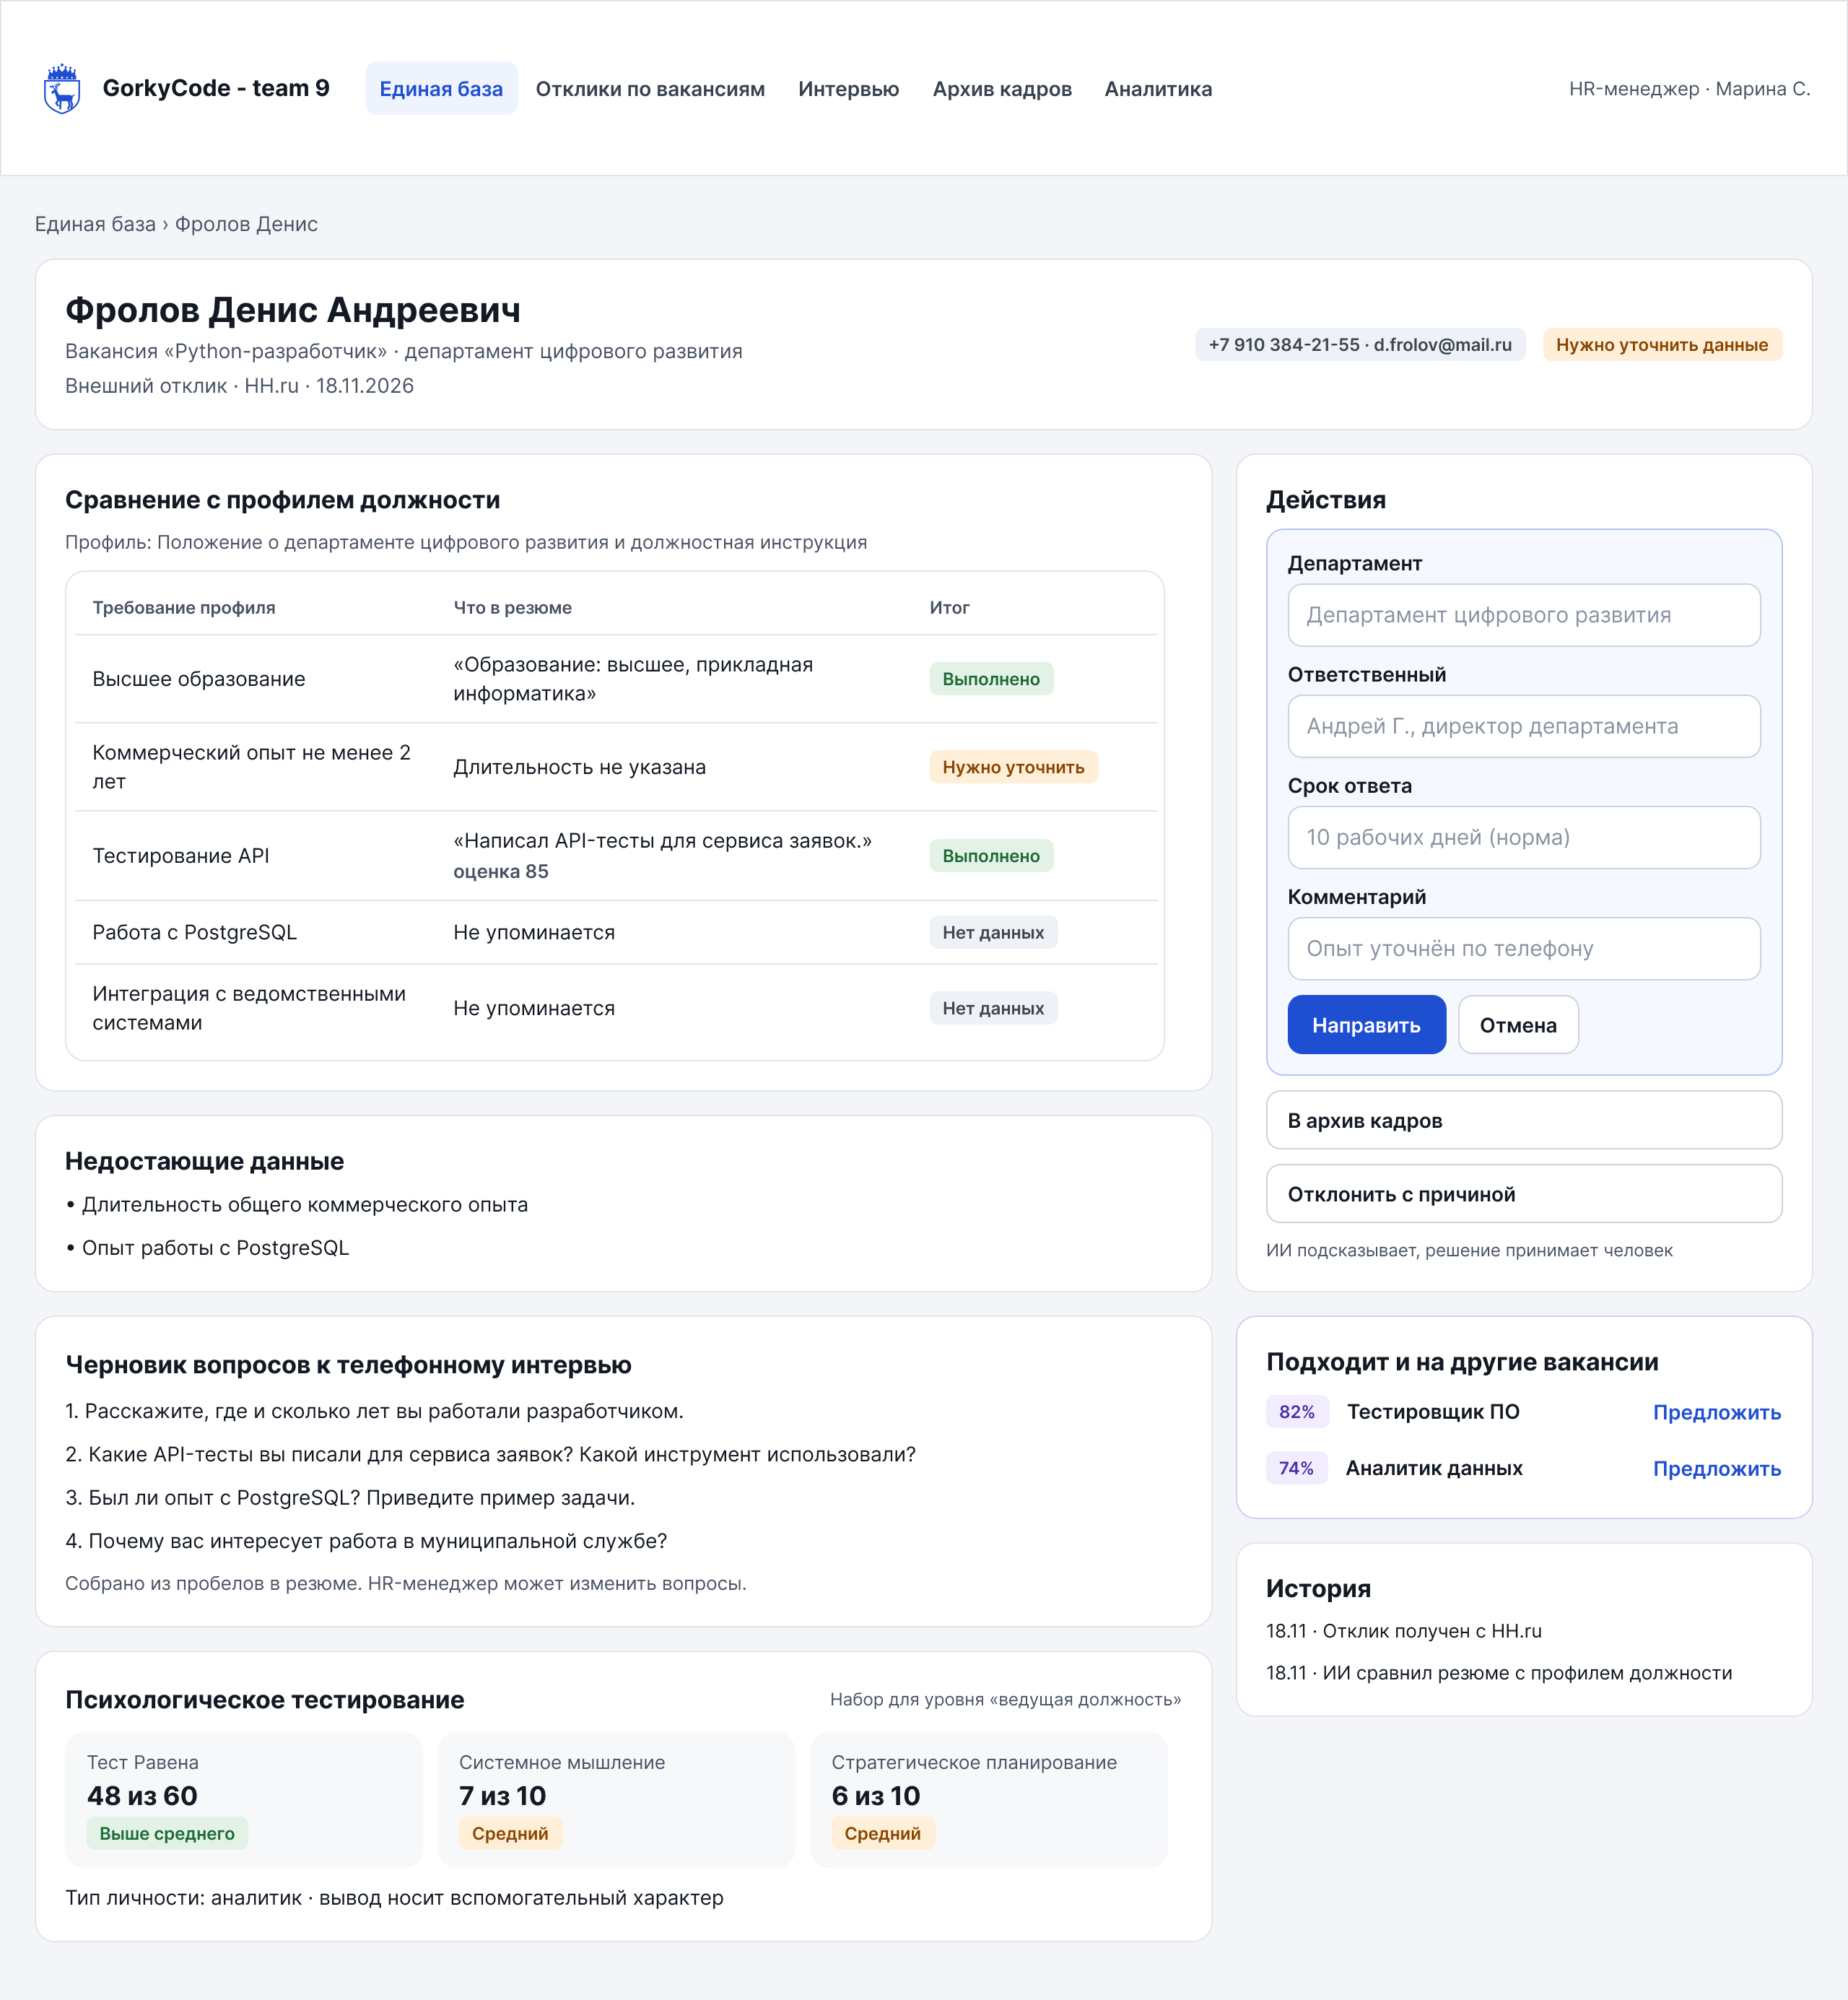 GorkyCode - team 9
Единая база
Отклики по вакансиям
Интервью
Архив кадров
Аналитика
HR-менеджер · Марина С.
Единая база › Фролов Денис
Фролов Денис Андреевич
Вакансия «Python-разработчик» · департамент цифрового развития
Внешний отклик · HH.ru · 18.11.2026
+7 910 384-21-55 · d.frolov@mail.ru
Нужно уточнить данные
Сравнение с профилем должности
Профиль: Положение о департаменте цифрового развития и должностная инструкция
Требование профиля
Что в резюме
Итог
Высшее образование
«Образование: высшее, прикладная
информатика»
Выполнено
Коммерческий опыт не менее 2
лет
Длительность не указана
Нужно уточнить
Тестирование API
«Написал API-тесты для сервиса заявок.»
оценка 85
Выполнено
Работа с PostgreSQL
Не упоминается
Нет данных
Интеграция с ведомственными
системами
Не упоминается
Нет данных
Недостающие данные
• Длительность общего коммерческого опыта
• Опыт работы с PostgreSQL
Черновик вопросов к телефонному интервью
1. Расскажите, где и сколько лет вы работали разработчиком.
2. Какие API-тесты вы писали для сервиса заявок? Какой инструмент использовали?
3. Был ли опыт с PostgreSQL? Приведите пример задачи.
4. Почему вас интересует работа в муниципальной службе?
Собрано из пробелов в резюме. HR-менеджер может изменить вопросы.
Психологическое тестирование
Набор для уровня «ведущая должность»
Тест Равена
48 из 60
Выше среднего
Системное мышление
7 из 10
Средний
Стратегическое планирование
6 из 10
Средний
Тип личности: аналитик · вывод носит вспомогательный характер
Действия
Департамент
Департамент цифрового развития
Ответственный
Андрей Г., директор департамента
Срок ответа
10 рабочих дней (норма)
Комментарий
Опыт уточнён по телефону
Направить
Отмена
В архив кадров
Отклонить с причиной
ИИ подсказывает, решение принимает человек
Подходит и на другие вакансии
82%
Тестировщик ПО
Предложить
74%
Аналитик данных
Предложить
История
18.11 · Отклик получен с HH.ru
18.11 · ИИ сравнил резюме с профилем должности